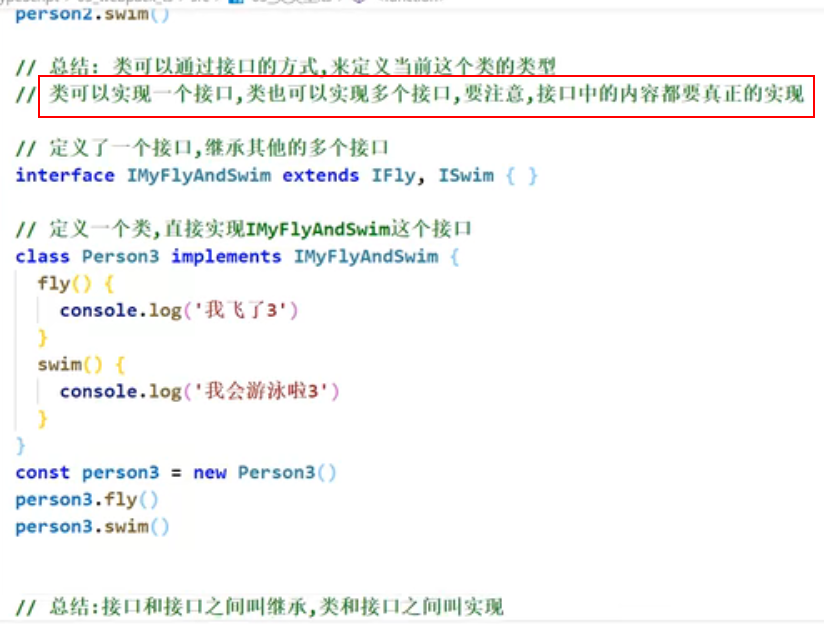 person2.swim()
// 总结: 类可以通过接口的方式,来定义当前这个类的类型
// 类可以实现一个接口,类也可以实现多个接口,要注意,接口中的内容都要真正的实现
// 定义了一个接口,继承其他的多个接口
interface IMyFlyAndSwim extends IFly, ISwim { }
// 定义一个类,直接实现IMyFlyAndSwim这个接口
class Person3 implements IMyFlyAndSwim {
fly() {
console.log('我飞了3')
}
swim() {
console.log('我会游泳啦3')
}
}
const person3 = new Person3()
person3.fly()
person3.swim()
// 总结:接口和接口之间叫继承,类和接口之间叫实现